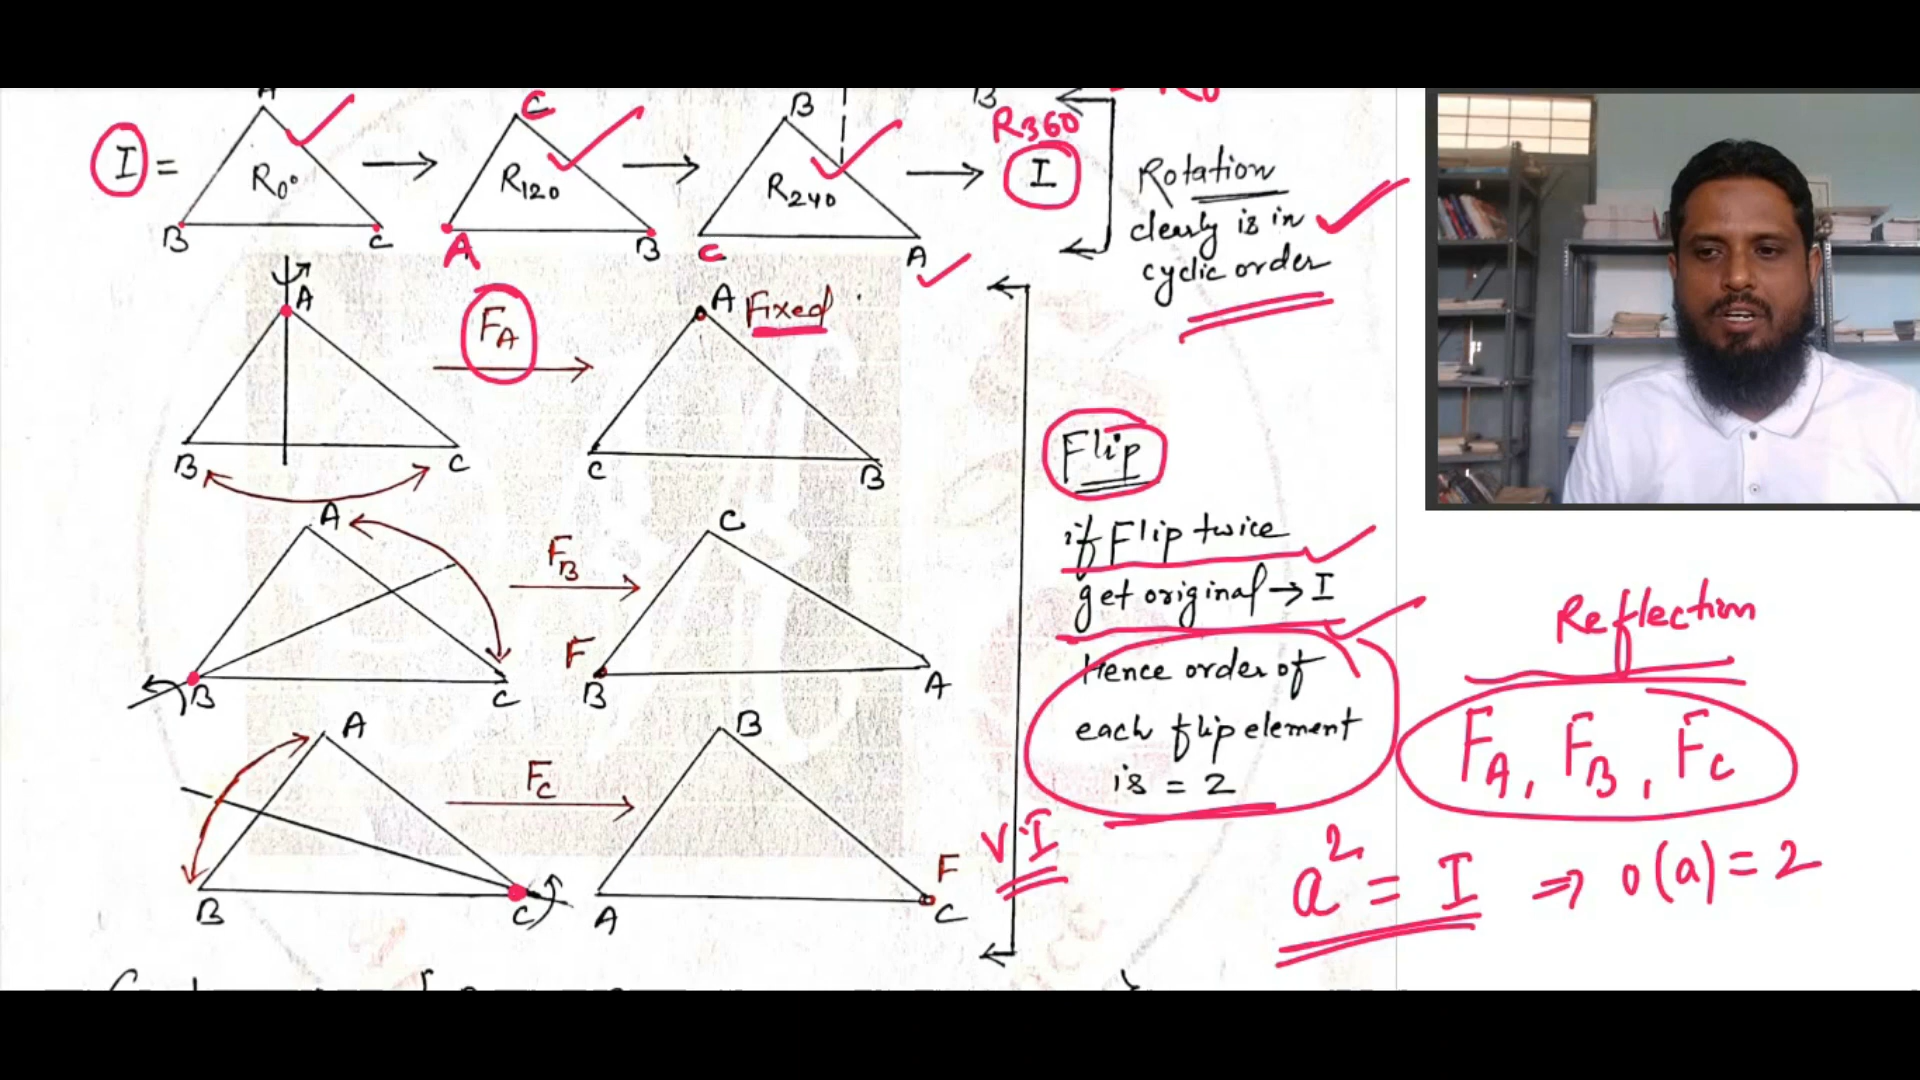 A
C
B
B
R0
R360
I =
R0°
R120
R240
I
Rotation
clearly is in
cyclic order
B
C
A
B
C
A
A
FA
A Fixed
B
C
C
B
Flip
if Flip twice
get original → I
Hence order of
each flip element
is = 2
A
FB
C
F
B
C
B
A
A
FC
B
F
B
C
A
C
V·I
Reflection
FA, FB, FC
a² = I ⇒ o(a) = 2